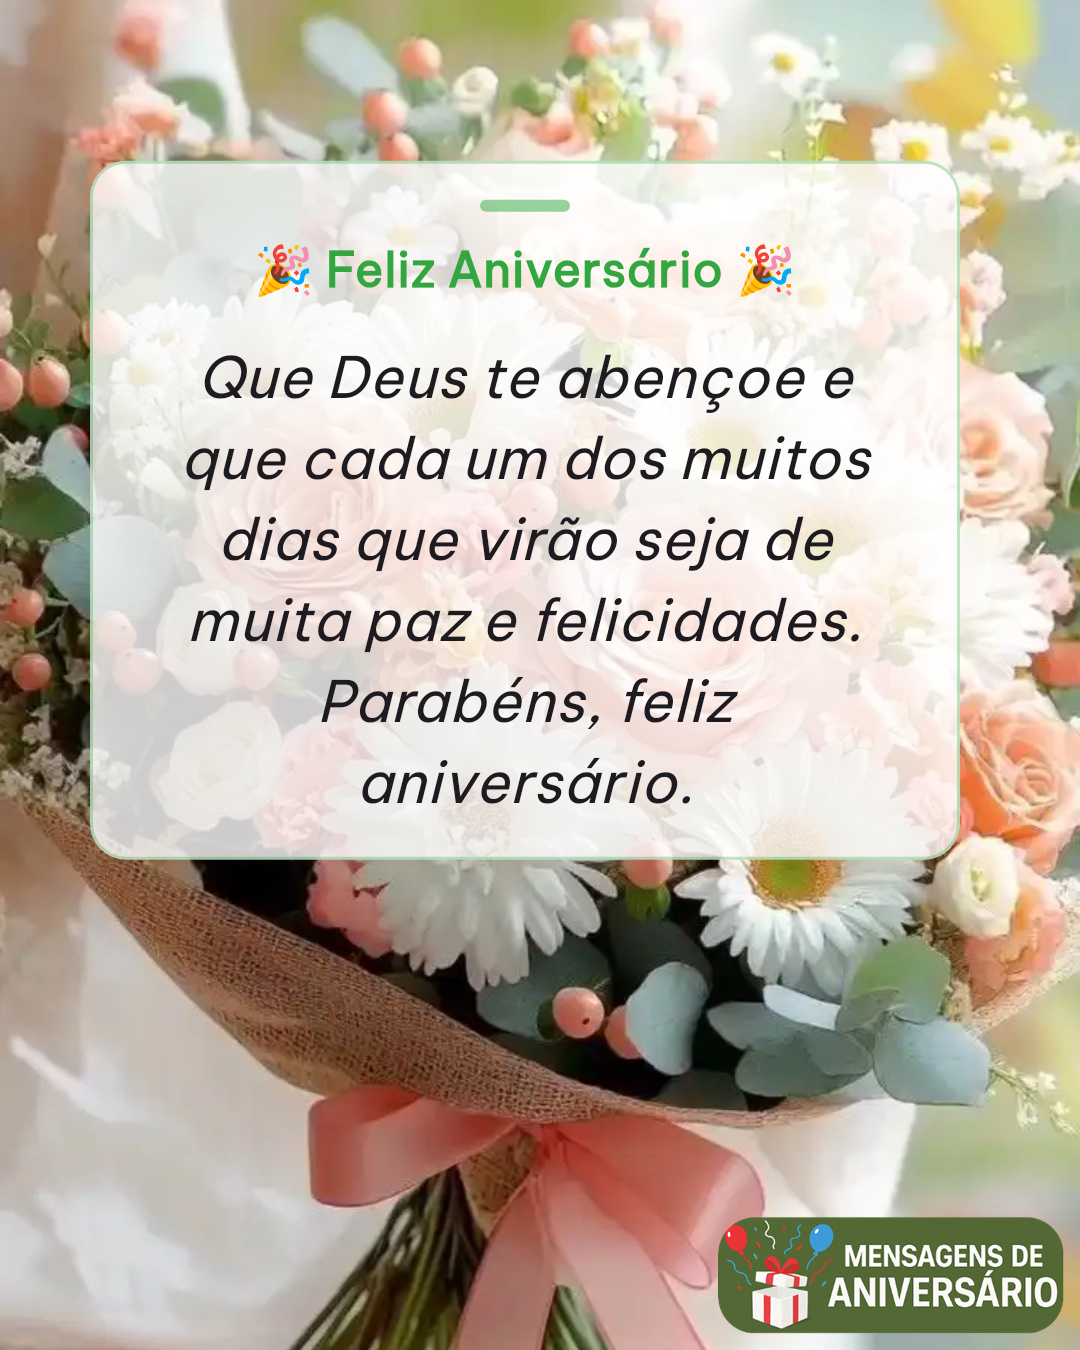 🎉 Feliz Aniversário 🎉
Que Deus te abençoe e
que cada um dos muitos
dias que virão seja de
muita paz e felicidades.
Parabéns, feliz
aniversário.
MENSAGENS DE
ANIVERSÁRIO